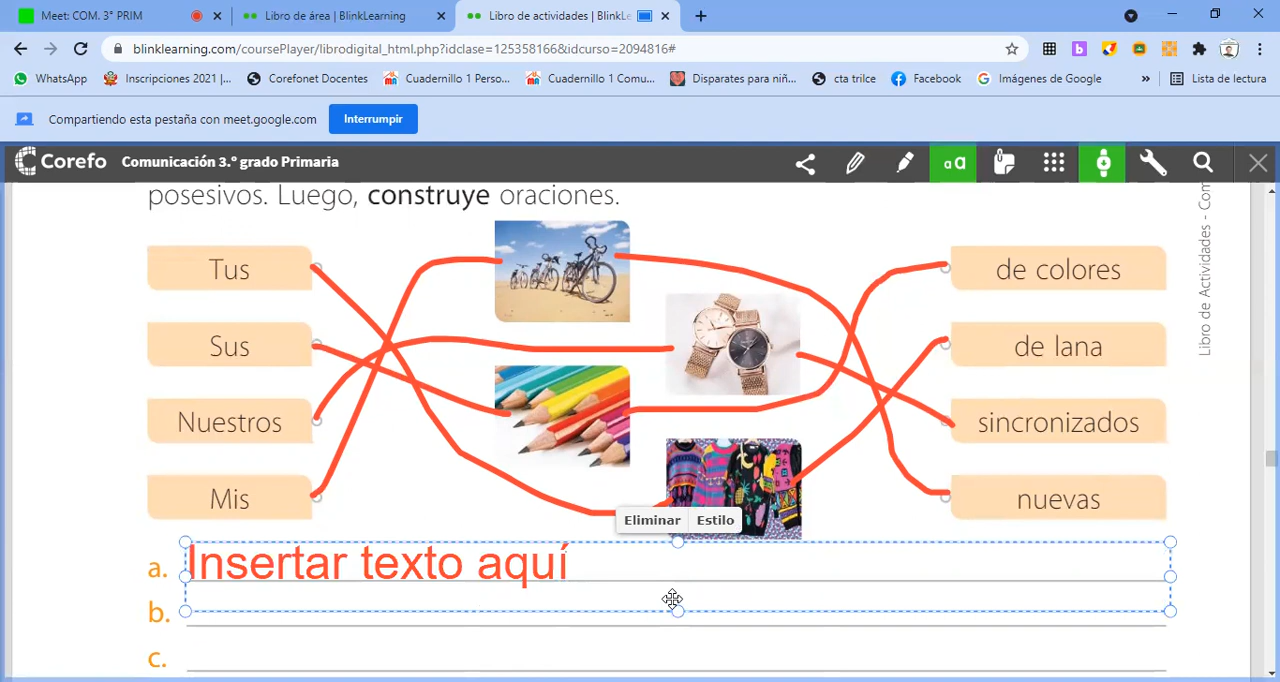 Meet: COM. 3° PRIM
Libro de área | BlinkLearning
Libro de actividades | BlinkL
blinklearning.com/coursePlayer/librodigital_html.php?idclase=125358166&idcurso=2094816#
WhatsApp
Inscripciones 2021 |...
Corefonet Docentes
Cuadernillo 1 Perso...
Cuadernillo 1 Comu...
Disparates para niñ...
cta trilce
Facebook
Imágenes de Google
»
Lista de lectura
Compartiendo esta pestaña con meet.google.com
Interrumpir
Corefo
Comunicación 3.º grado Primaria
aa
posesivos. Luego, construye oraciones.
Libro de Actividades - Com
Tus
de colores
Sus
de lana
Nuestros
sincronizados
Mis
nuevas
Eliminar
Estilo
a. Insertar texto aquí
b.
c.